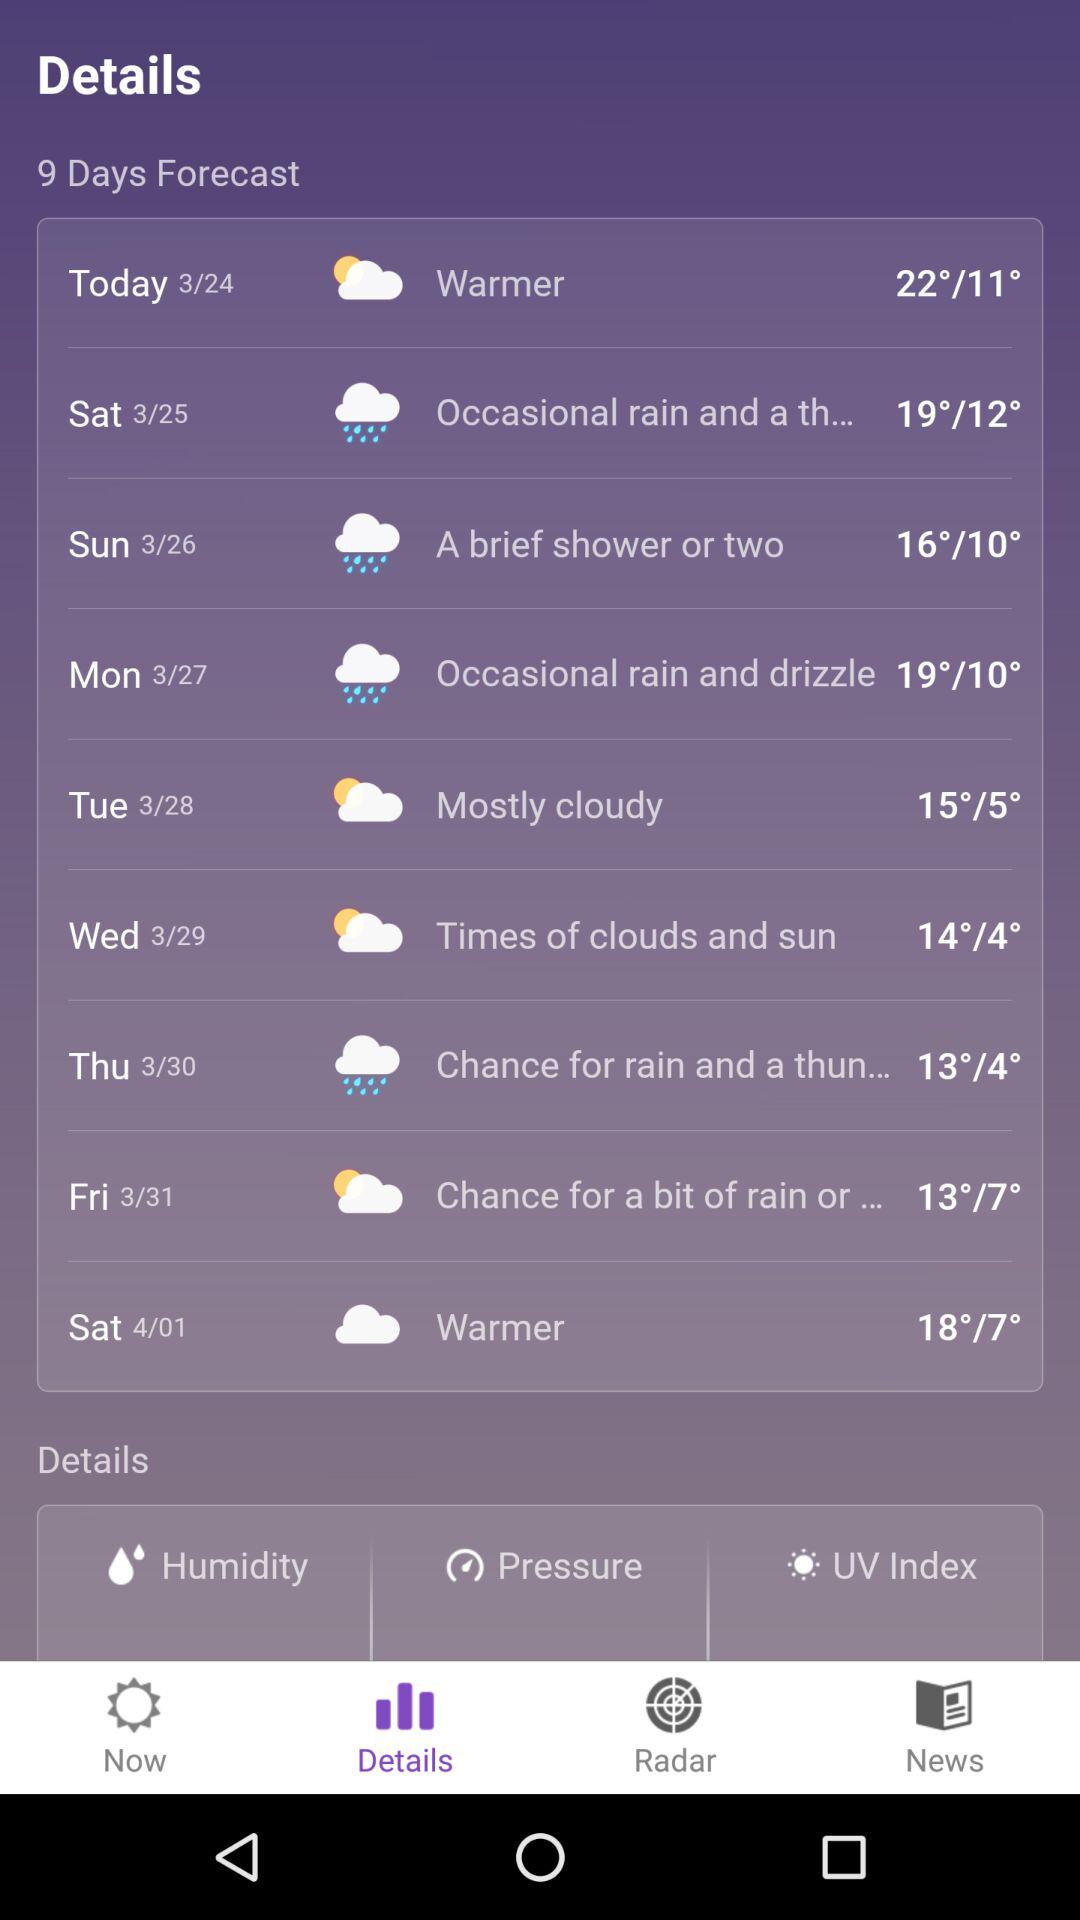 Details
9 Days Forecast
Today 3/24 Warmer 22°/11°
Sat 3/25 Occasional rain and a th... 19°/12°
Sun 3/26 A brief shower or two 16°/10°
Mon 3/27 Occasional rain and drizzle 19°/10°
Tue 3/28 Mostly cloudy 15°/5°
Wed 3/29 Times of clouds and sun 14°/4°
Thu 3/30 Chance for rain and a thun... 13°/4°
Fri 3/31 Chance for a bit of rain or ... 13°/7°
Sat 4/01 Warmer 18°/7°
Details
Humidity Pressure UV Index
Now Details Radar News